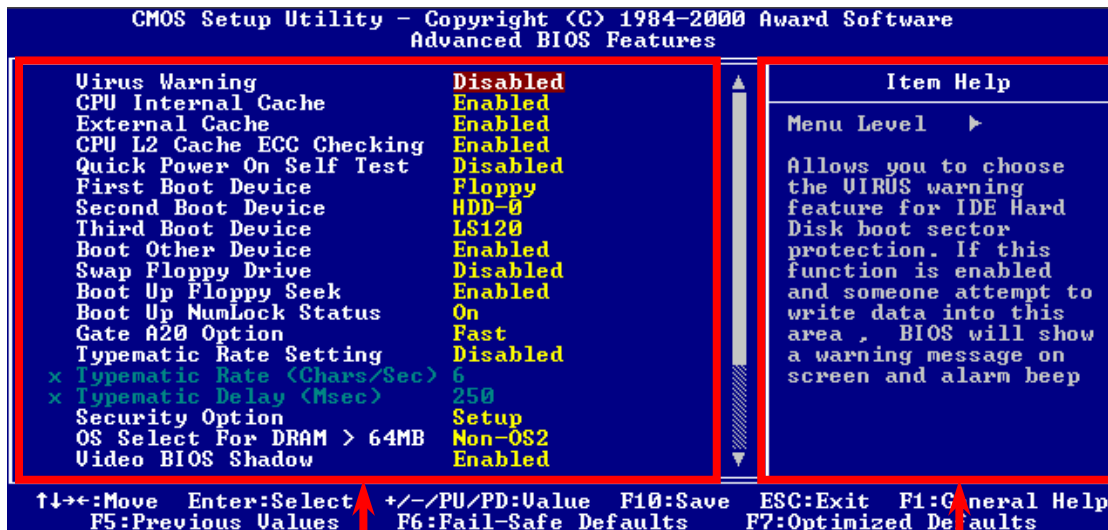 CMOS Setup Utility - Copyright (C) 1984-2000 Award Software
Advanced BIOS Features
Virus Warning Disabled
CPU Internal Cache Enabled
External Cache Enabled
CPU L2 Cache ECC Checking Enabled
Quick Power On Self Test Disabled
First Boot Device Floppy
Second Boot Device HDD-0
Third Boot Device LS120
Boot Other Device Enabled
Swap Floppy Drive Disabled
Boot Up Floppy Seek Enabled
Boot Up NumLock Status On
Gate A20 Option Fast
Typematic Rate Setting Disabled
x Typematic Rate (Chars/Sec) 6
x Typematic Delay (Msec) 250
Security Option Setup
OS Select For DRAM > 64MB Non-OS2
Video BIOS Shadow Enabled
Item Help
Menu Level ▶
Allows you to choose
the VIRUS warning
feature for IDE Hard
Disk boot sector
protection. If this
function is enabled
and someone attempt to
write data into this
area , BIOS will show
a warning message on
screen and alarm beep
↑↓→←:Move Enter:Select +/-/PU/PD:Value F10:Save ESC:Exit F1:General Help
F5:Previous Values F6:Fail-Safe Defaults F7:Optimized Defaults